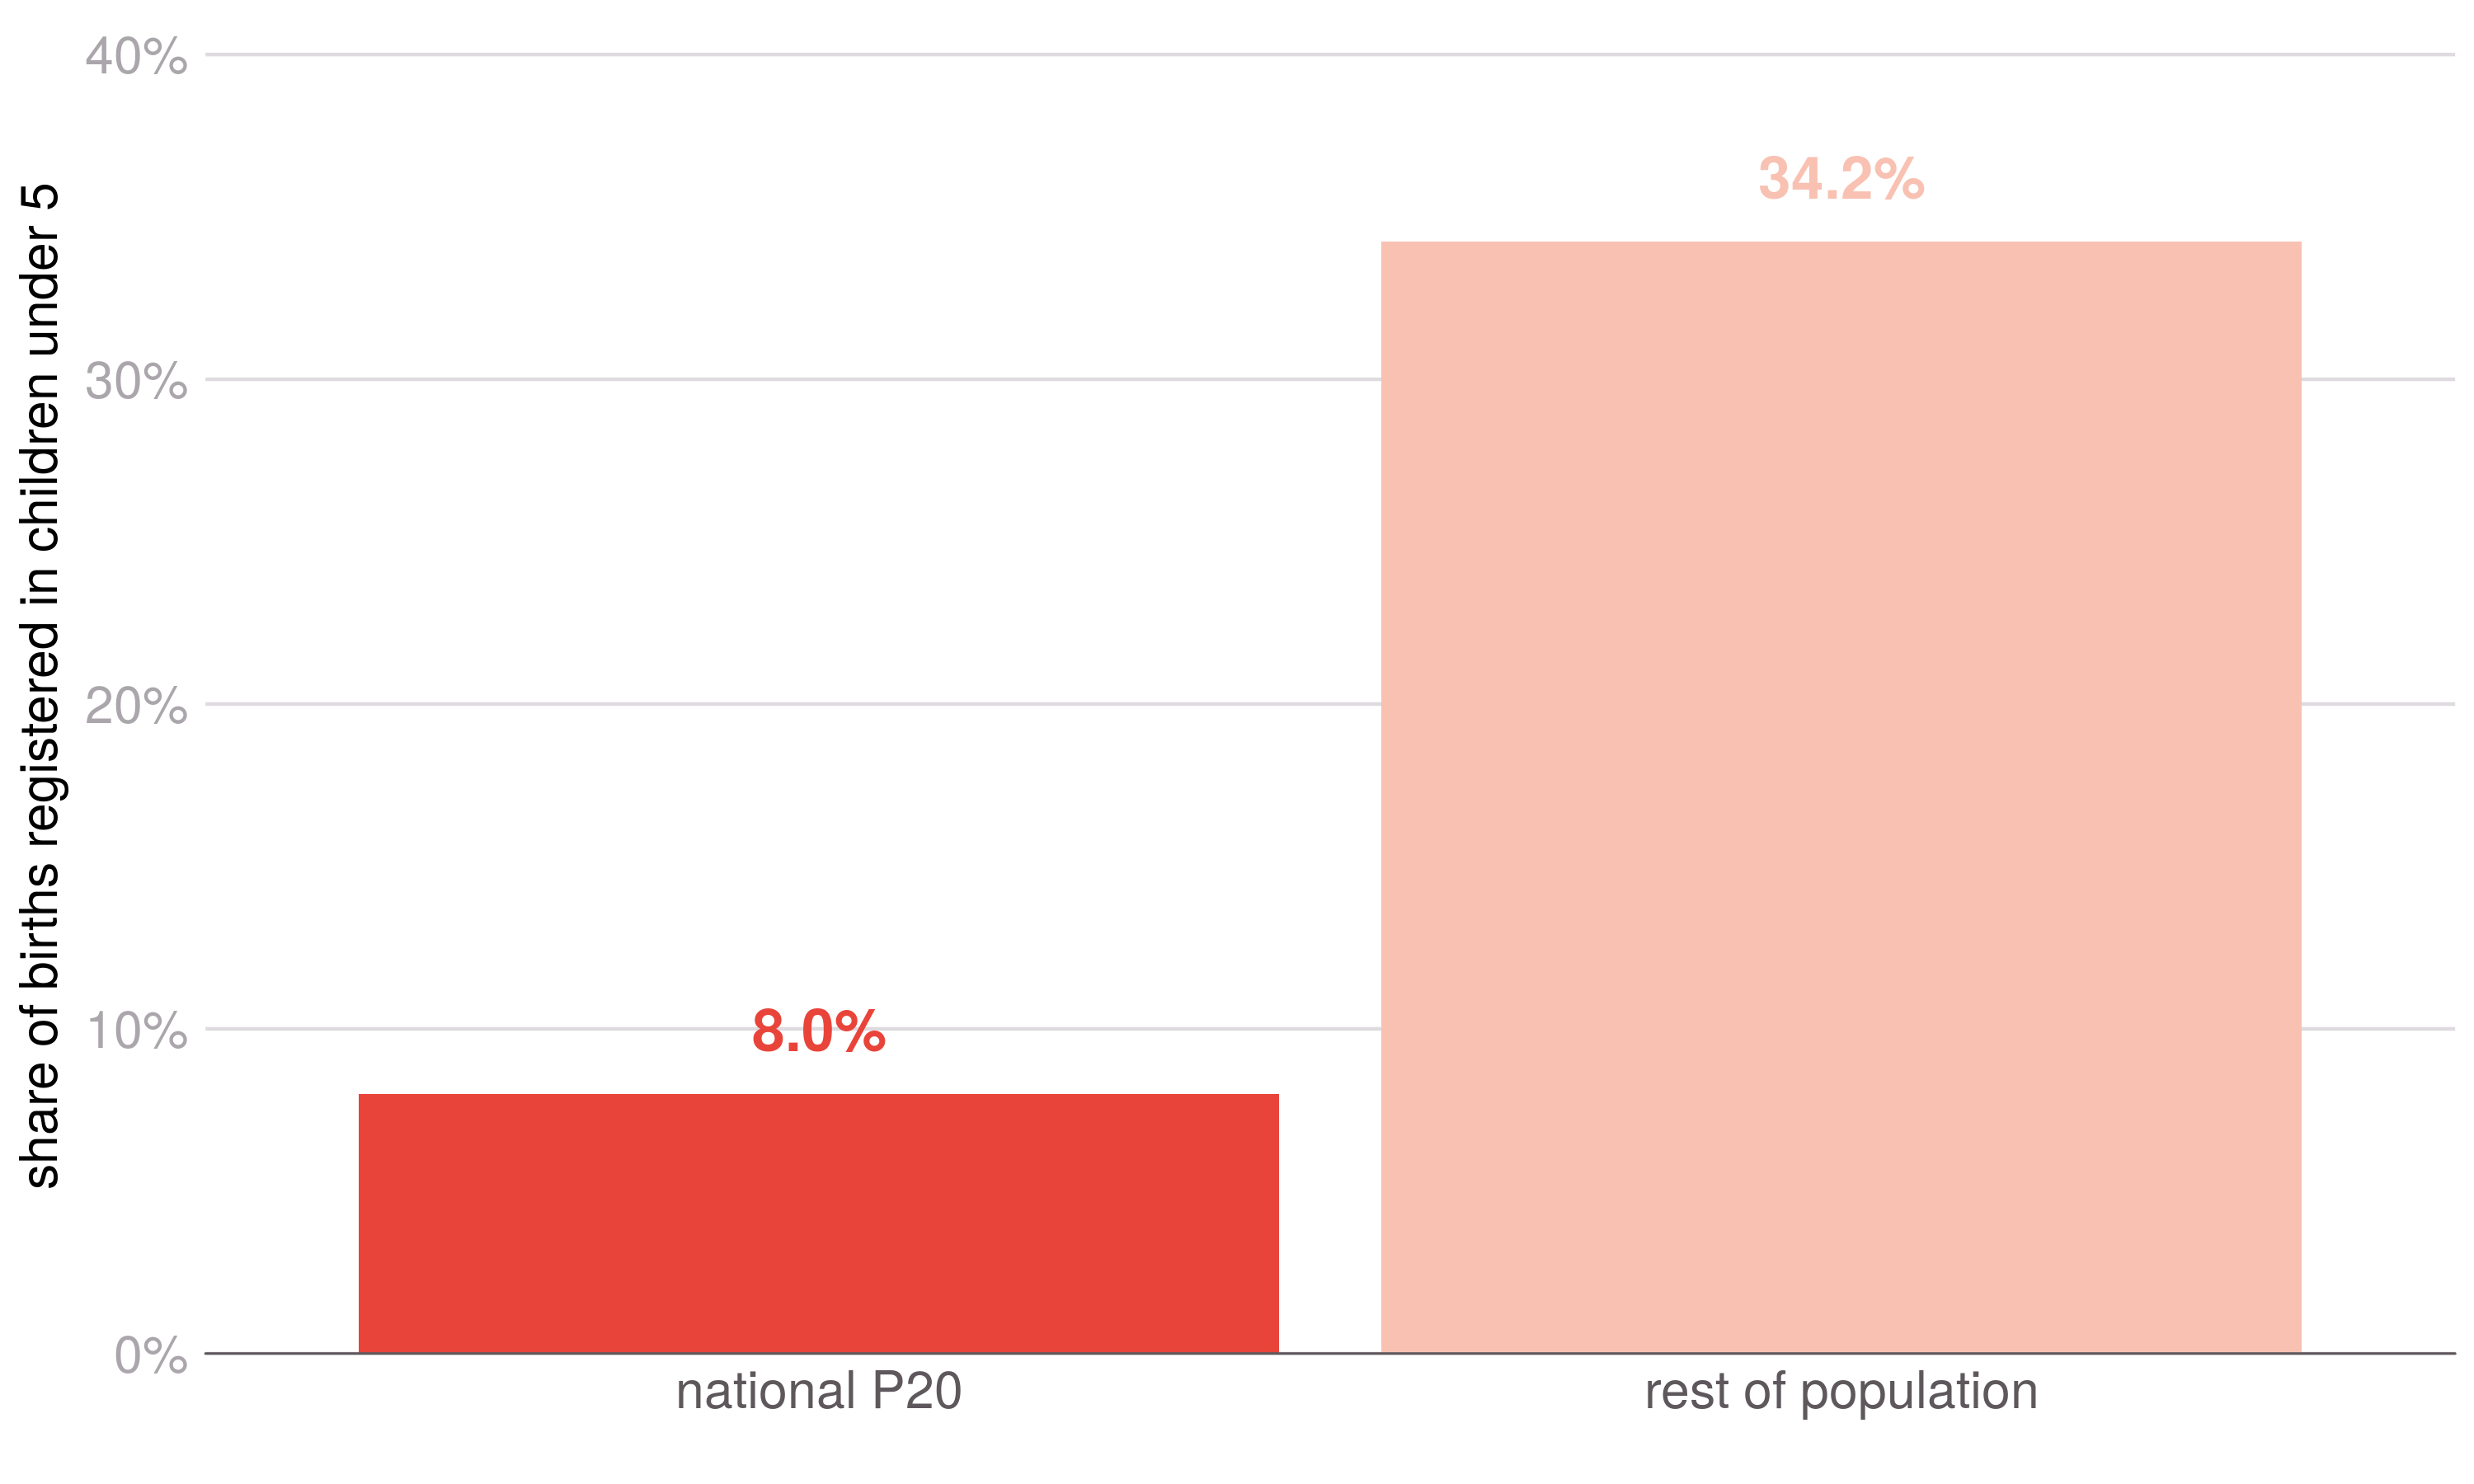 share of births registered in children under 5
40%
30%
20%
10%
0%
8.0%
34.2%
national P20
rest of population